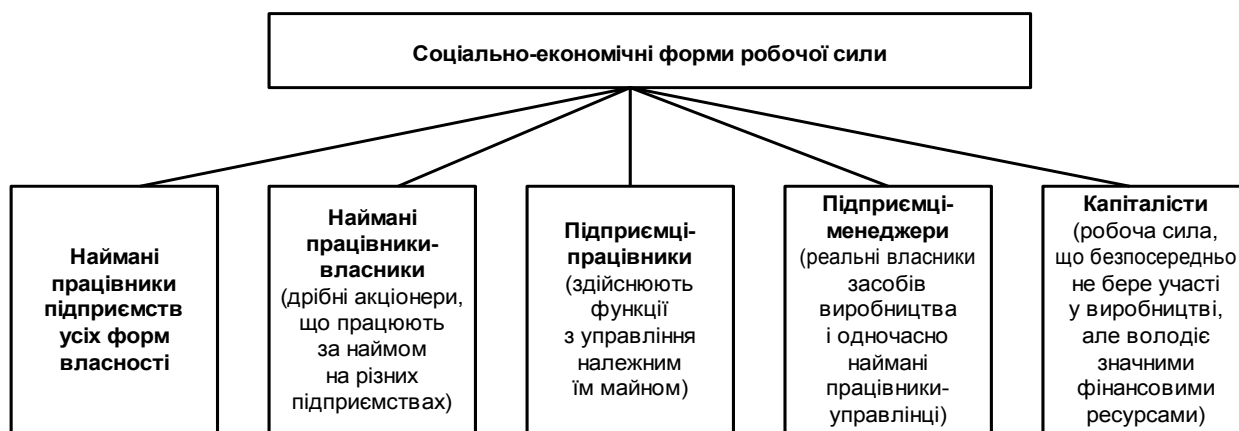 Соціально-економічні форми робочої сили
Наймані
працівники
підприємств
усіх форм
власності
Наймані
працівники-
власники
(дрібні акціонери,
що працюють
за наймом
на різних
підприємствах)
Підприємці-
працівники
(здійснюють
функції
з управління
належним
їм майном)
Підприємці-
менеджери
(реальні власники
засобів
виробництва
і одночасно
наймані
працівники-
управлінці)
Капіталісти
(робоча сила,
що безпосередньо
не бере участі
у виробництві,
але володіє
значними
фінансовими
ресурсами)